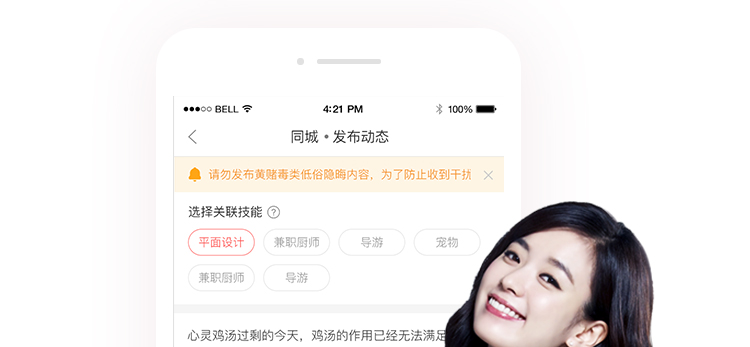 BELL 4:21 PM 100%
同城·发布动态
请勿发布黄赌毒类低俗隐晦内容，为了防止收到干扰
选择关联技能 ?
平面设计 兼职厨师 导游 宠物
兼职厨师 导游
心灵鸡汤过剩的今天，鸡汤的作用已经无法满足